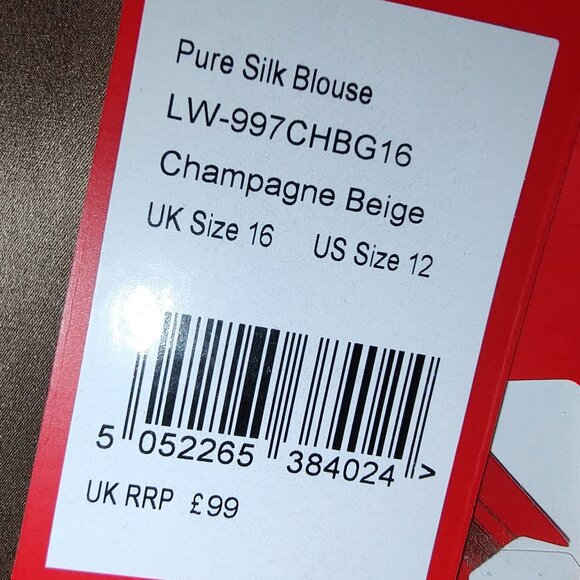 Pure Silk Blouse
LW-997CHBG16
Champagne Beige
UK Size 16 US Size 12
5 052265 384024 >
UK RRP £99